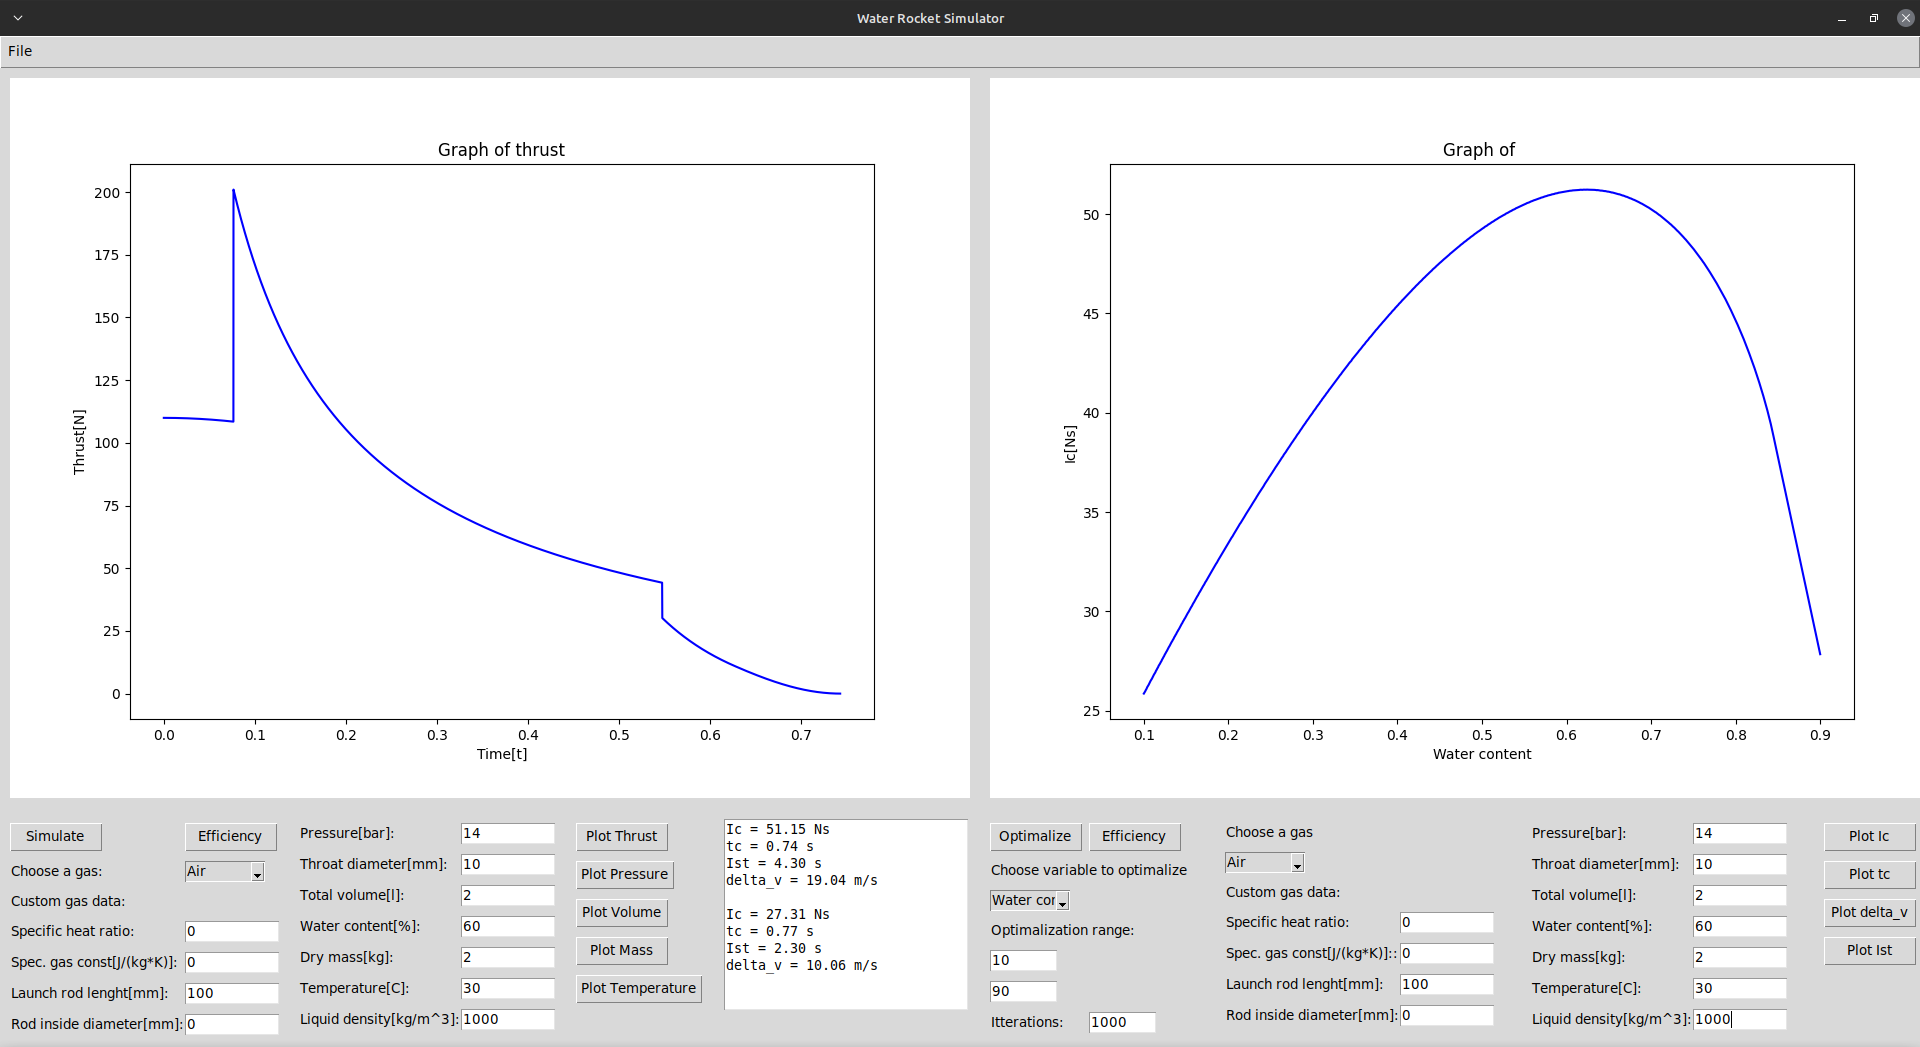 Water Rocket Simulator
File
Graph of thrust
200
175
150
125
100
75
50
25
0
Thrust[N]
0.0 0.1 0.2 0.3 0.4 0.5 0.6 0.7
Time[t]
Graph of
50
45
40
35
30
25
Ic[Ns]
0.1 0.2 0.3 0.4 0.5 0.6 0.7 0.8 0.9
Water content
Simulate Efficiency
Choose a gas: Air
Custom gas data:
Specific heat ratio: 0
Spec. gas const[J/(kg*K)]: 0
Launch rod lenght[mm]: 100
Rod inside diameter[mm]: 0
Pressure[bar]: 14
Throat diameter[mm]: 10
Total volume[l]: 2
Water content[%]: 60
Dry mass[kg]: 2
Temperature[C]: 30
Liquid density[kg/m^3]: 1000
Plot Thrust
Plot Pressure
Plot Volume
Plot Mass
Plot Temperature
Ic = 51.15 Ns
tc = 0.74 s
Ist = 4.30 s
delta_v = 19.04 m/s
Ic = 27.31 Ns
tc = 0.77 s
Ist = 2.30 s
delta_v = 10.06 m/s
Optimalize Efficiency
Choose variable to optimalize
Water cor
Optimalization range:
10
90
Itterations: 1000
Choose a gas
Air
Custom gas data:
Specific heat ratio: 0
Spec. gas const[J/(kg*K)]:: 0
Launch rod lenght[mm]: 100
Rod inside diameter[mm]: 0
Pressure[bar]: 14
Throat diameter[mm]: 10
Total volume[l]: 2
Water content[%]: 60
Dry mass[kg]: 2
Temperature[C]: 30
Liquid density[kg/m^3]: 1000
Plot Ic
Plot tc
Plot delta_v
Plot Ist